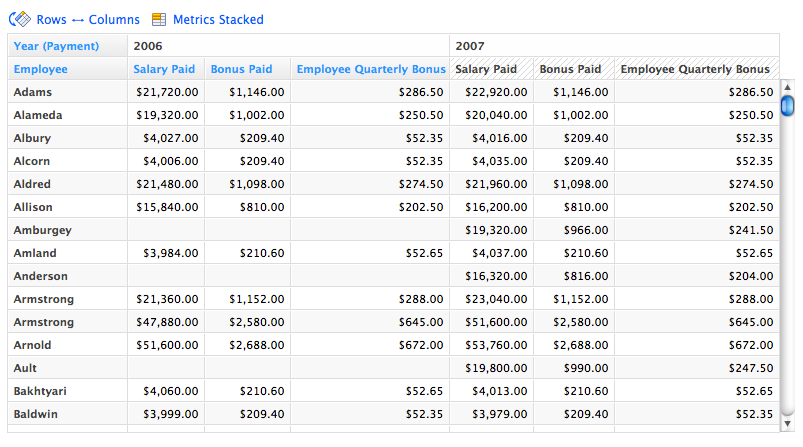 Rows ↔ Columns Metrics Stacked
Year (Payment) 2006 2007
Employee Salary Paid Bonus Paid Employee Quarterly Bonus Salary Paid Bonus Paid Employee Quarterly Bonus
Adams $21,720.00 $1,146.00 $286.50 $22,920.00 $1,146.00 $286.50
Alameda $19,320.00 $1,002.00 $250.50 $20,040.00 $1,002.00 $250.50
Albury $4,027.00 $209.40 $52.35 $4,016.00 $209.40 $52.35
Alcorn $4,006.00 $209.40 $52.35 $4,035.00 $209.40 $52.35
Aldred $21,480.00 $1,098.00 $274.50 $21,960.00 $1,098.00 $274.50
Allison $15,840.00 $810.00 $202.50 $16,200.00 $810.00 $202.50
Amburgey $19,320.00 $966.00 $241.50
Amland $3,984.00 $210.60 $52.65 $4,037.00 $210.60 $52.65
Anderson $16,320.00 $816.00 $204.00
Armstrong $21,360.00 $1,152.00 $288.00 $23,040.00 $1,152.00 $288.00
Armstrong $47,880.00 $2,580.00 $645.00 $51,600.00 $2,580.00 $645.00
Arnold $51,600.00 $2,688.00 $672.00 $53,760.00 $2,688.00 $672.00
Ault $19,800.00 $990.00 $247.50
Bakhtyari $4,060.00 $210.60 $52.65 $4,013.00 $210.60 $52.65
Baldwin $3,999.00 $209.40 $52.35 $3,979.00 $209.40 $52.35